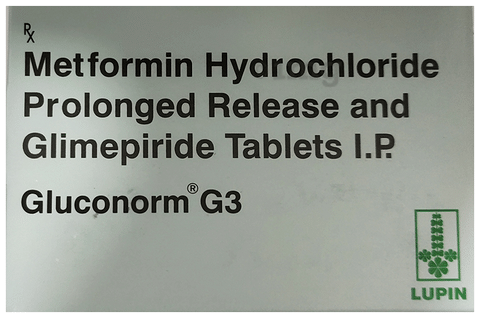 Rx
Metformin Hydrochloride
Prolonged Release and
Glimepiride Tablets I.P.
Gluconorm® G3
LUPIN